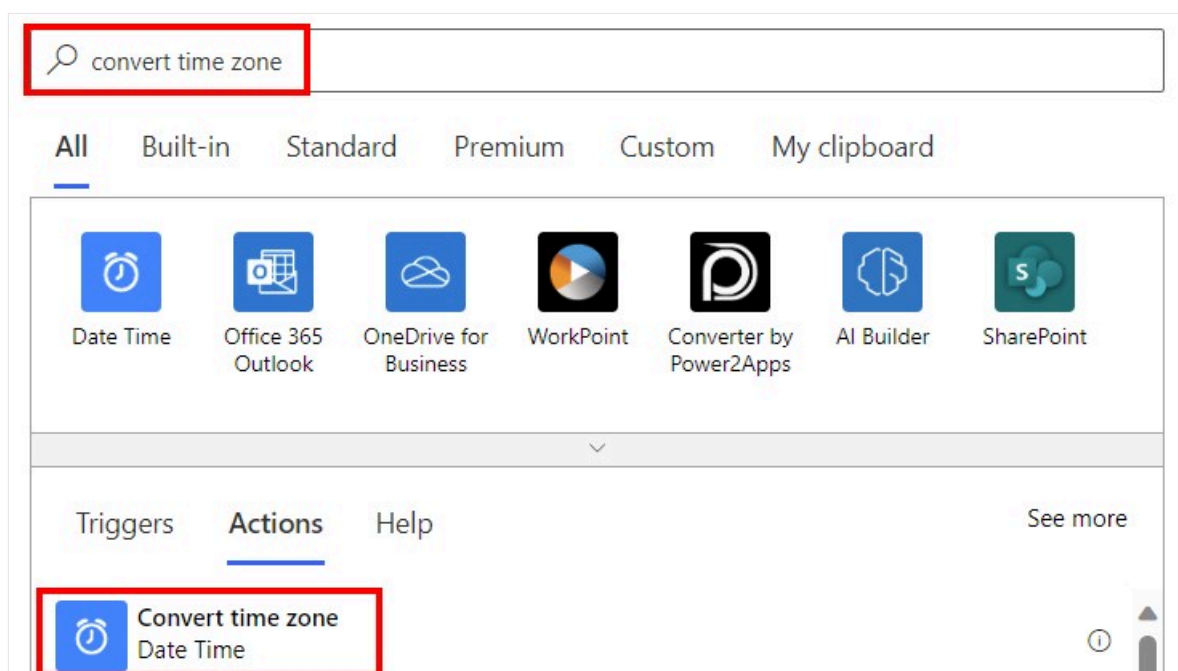 convert time zone
All Built-in Standard Premium Custom My clipboard
Date Time Office 365 Outlook OneDrive for Business WorkPoint Converter by Power2Apps AI Builder SharePoint
Triggers Actions Help See more
Convert time zone
Date Time